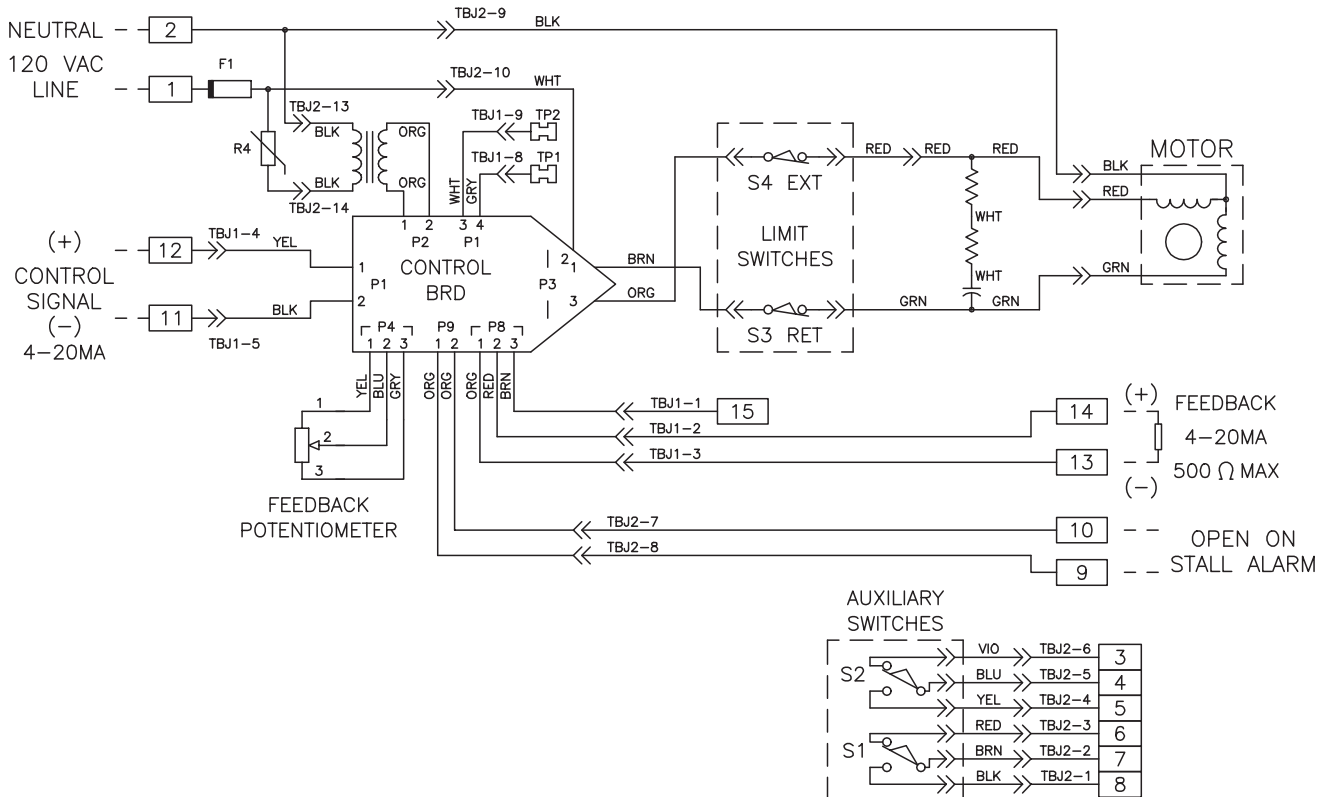 NEUTRAL
2
TBJ2-9
BLK
120 VAC
LINE
1
F1
TBJ2-10
WHT
TBJ2-13
BLK
ORG
R4
BLK
ORG
TBJ2-14
TBJ1-9
TP2
TBJ1-8
TP1
WHT
GRY
1 2 3 4
P2 P1
CONTROL
BRD
(+)
CONTROL
SIGNAL
(-)
4-20MA
12
TBJ1-4
YEL
11
TBJ1-5
BLK
1
P1
2
2
1
P3
3
BRN
ORG
S4 EXT
LIMIT
SWITCHES
S3 RET
RED
RED
RED
WHT
WHT
GRN
GRN
MOTOR
BLK
RED
GRN
P4 P9 P8
1 2 3 1 2 1 2 3
YEL
BLU
GRY
ORG
ORG
ORG
RED
BRN
1
2
3
FEEDBACK
POTENTIOMETER
TBJ1-1
15
TBJ1-2
14
TBJ1-3
13
(+)
FEEDBACK
4-20MA
500 Ω MAX
(-)
TBJ2-7
10
TBJ2-8
9
OPEN ON
STALL ALARM
AUXILIARY
SWITCHES
S2
VIO TBJ2-6 3
BLU TBJ2-5 4
YEL TBJ2-4 5
S1
RED TBJ2-3 6
BRN TBJ2-2 7
BLK TBJ2-1 8